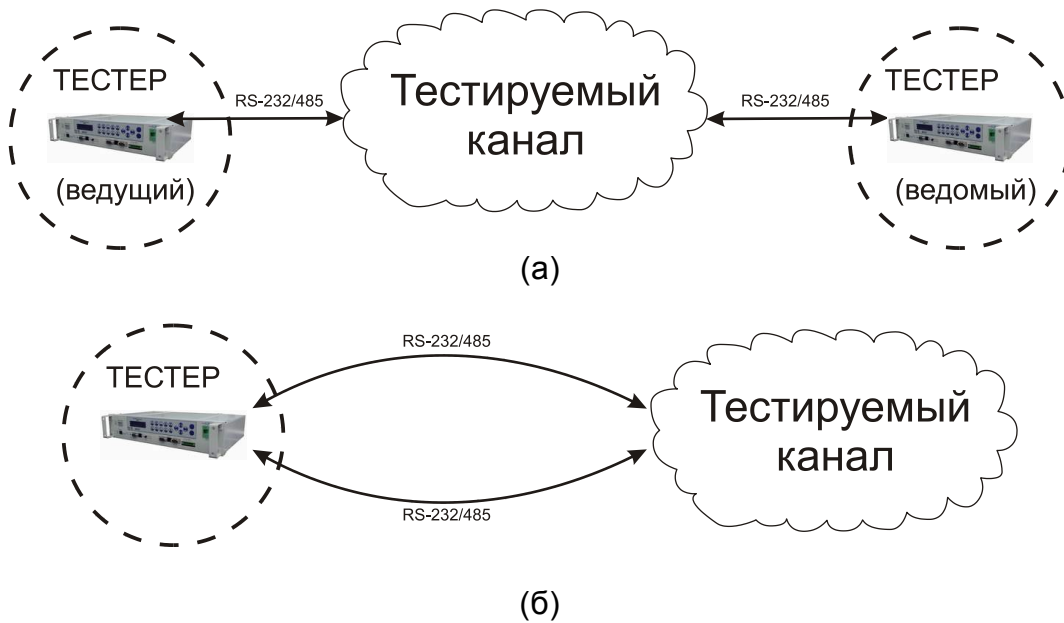 ТЕСТЕР
(ведущий)
RS-232/485
Тестируемый
канал
RS-232/485
ТЕСТЕР
(ведомый)
(а)
ТЕСТЕР
RS-232/485
RS-232/485
Тестируемый
канал
(б)